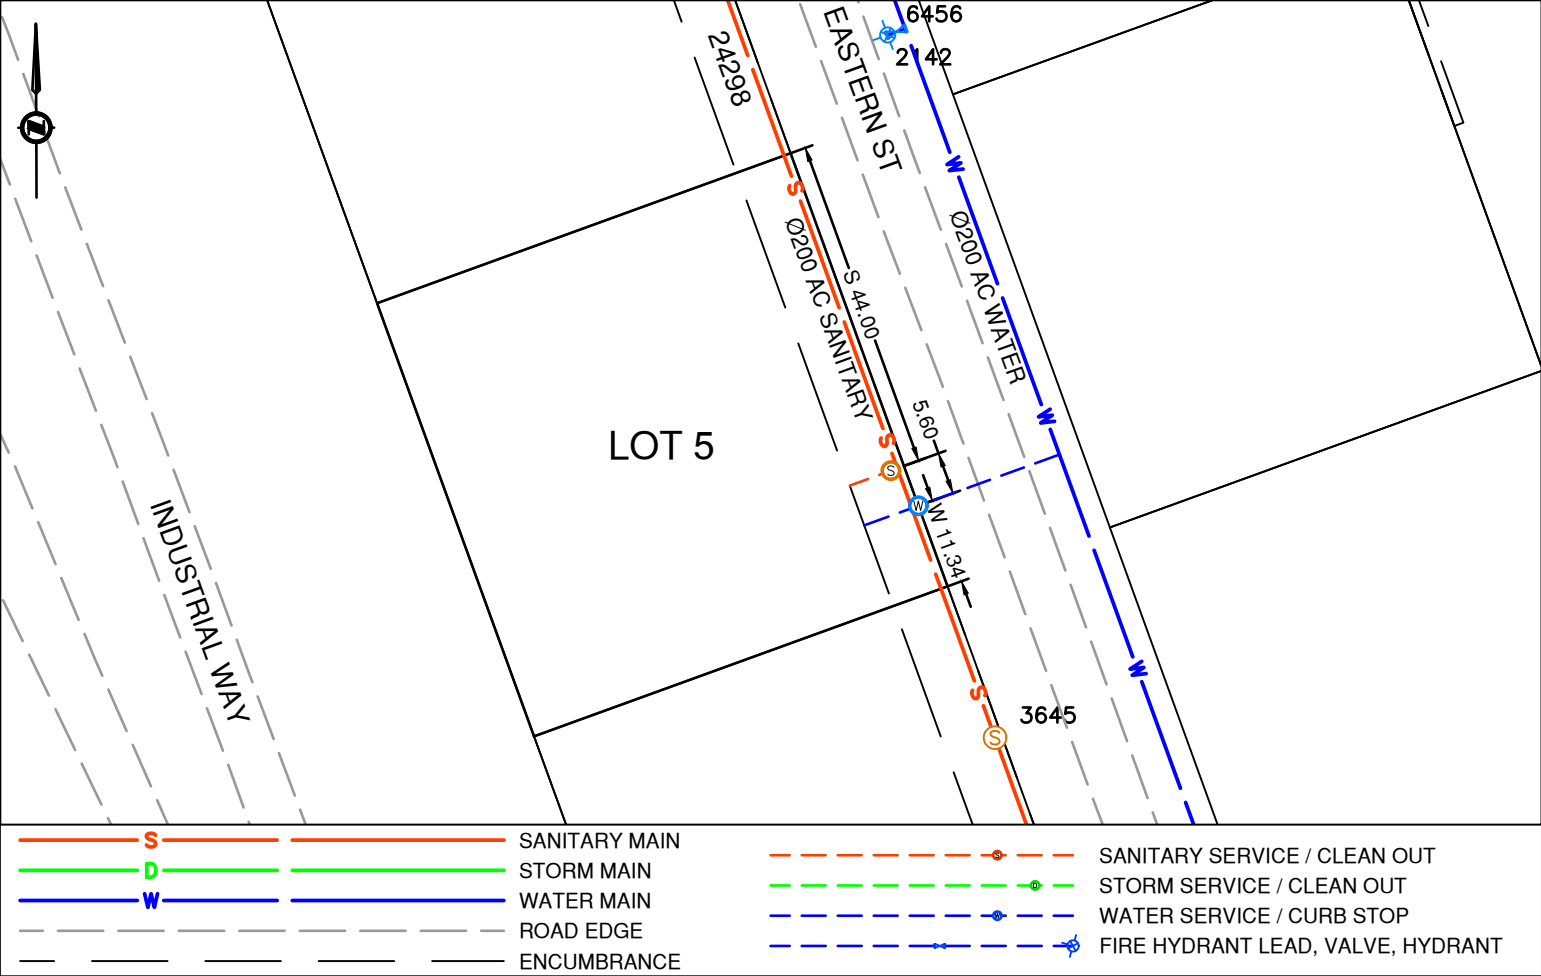 6456
2142
24298
EASTERN ST
S
W
Ø200 AC SANITARY
S 44.00
Ø200 AC WATER
5.60
W
S
S
LOT 5
W
W 11.34
INDUSTRIAL WAY
W
S
3645
S
S SANITARY MAIN
D STORM MAIN
W WATER MAIN
ROAD EDGE
ENCUMBRANCE
S SANITARY SERVICE / CLEAN OUT
D STORM SERVICE / CLEAN OUT
W WATER SERVICE / CURB STOP
FIRE HYDRANT LEAD, VALVE, HYDRANT